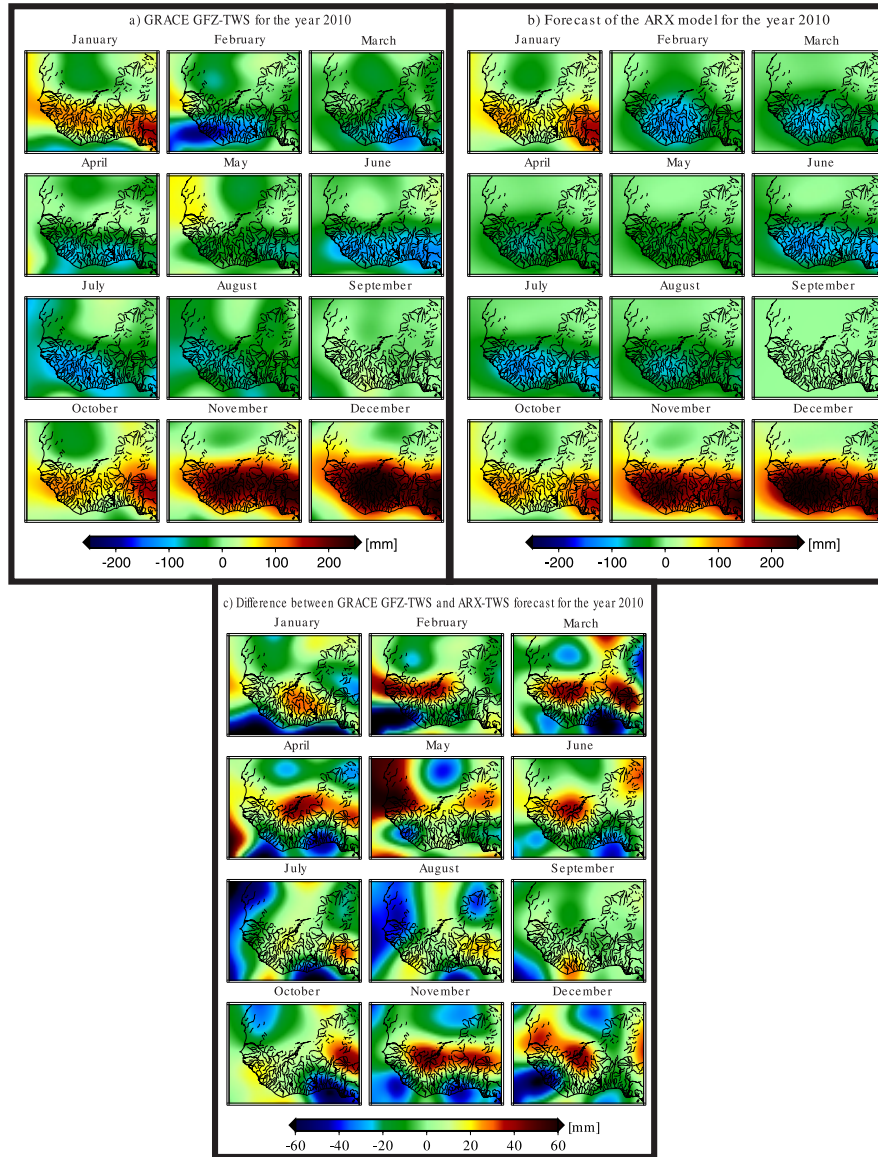 a) GRACE GFZ-TWS for the year 2010
January February March
April May June
July August September
October November December
-200 -100 0 100 200 [mm]
b) Forecast of the ARX model for the year 2010
January February March
April May June
July August September
October November December
-200 -100 0 100 200 [mm]
c) Difference between GRACE GFZ-TWS and ARX-TWS forecast for the year 2010
January February March
April May June
July August September
October November December
-60 -40 -20 0 20 40 60 [mm]